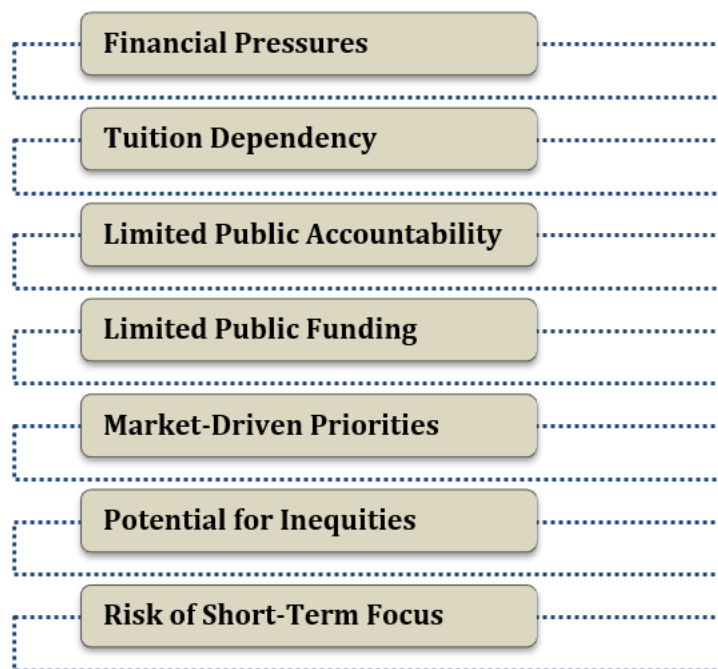 Financial Pressures
Tuition Dependency
Limited Public Accountability
Limited Public Funding
Market-Driven Priorities
Potential for Inequities
Risk of Short-Term Focus